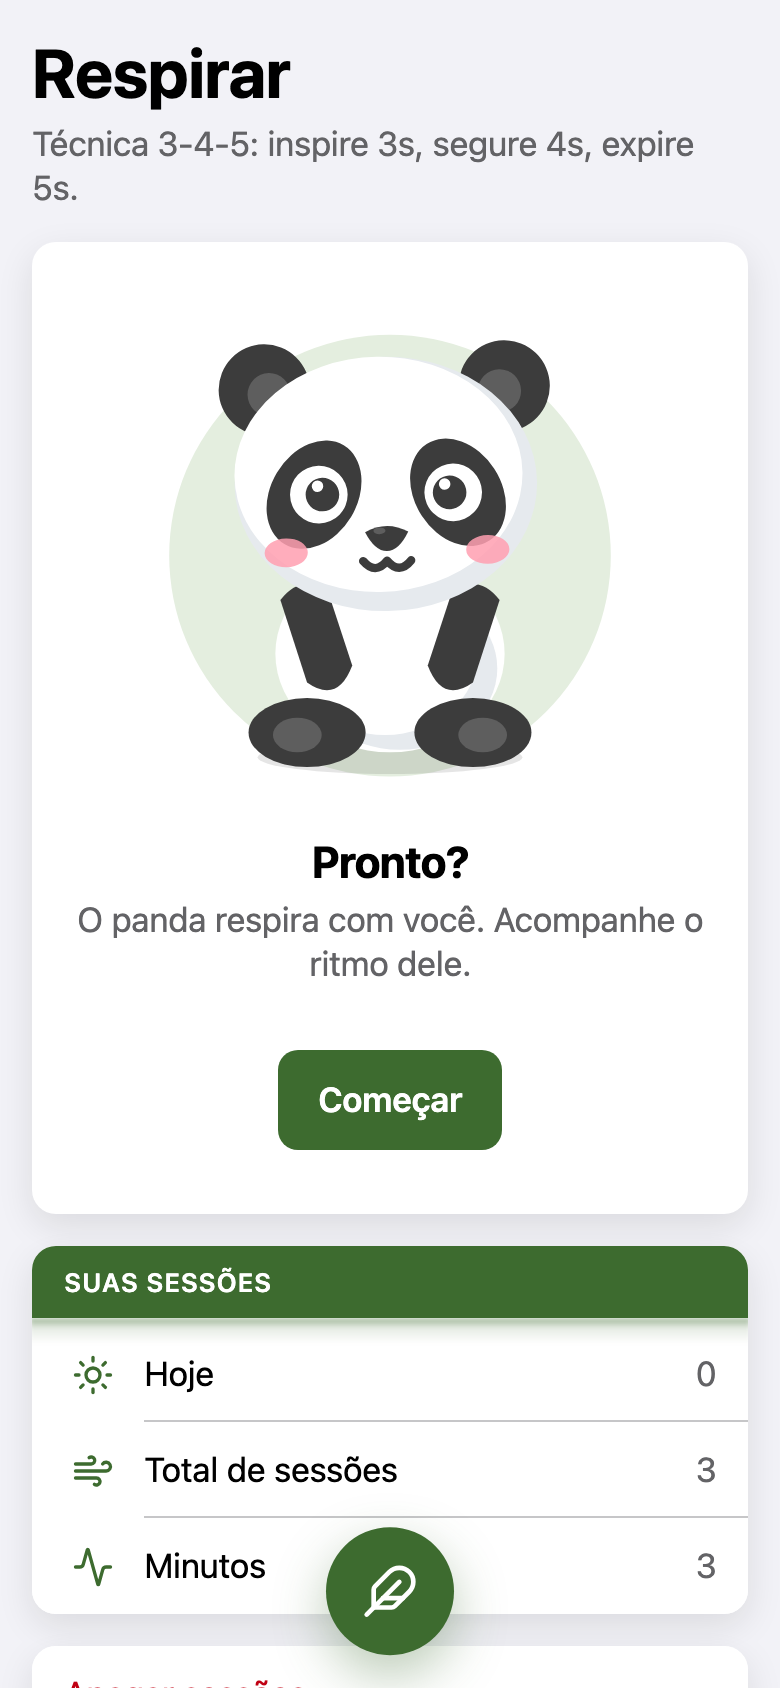 Respirar
Técnica 3-4-5: inspire 3s, segure 4s, expire
5s.
Pronto?
O panda respira com você. Acompanhe o
ritmo dele.
Começar
SUAS SESSÕES
Hoje 0
Total de sessões 3
Minutos 3